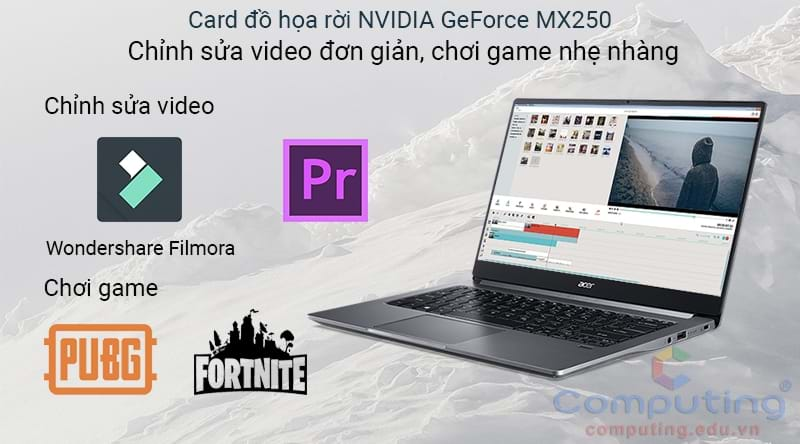 Card đồ họa rời NVIDIA GeForce MX250
Chỉnh sửa video đơn giản, chơi game nhẹ nhàng
Chỉnh sửa video
Pr
Wondershare Filmora
Chơi game
PUBG
FORTNITE
acer
Computing®
computing.edu.vn